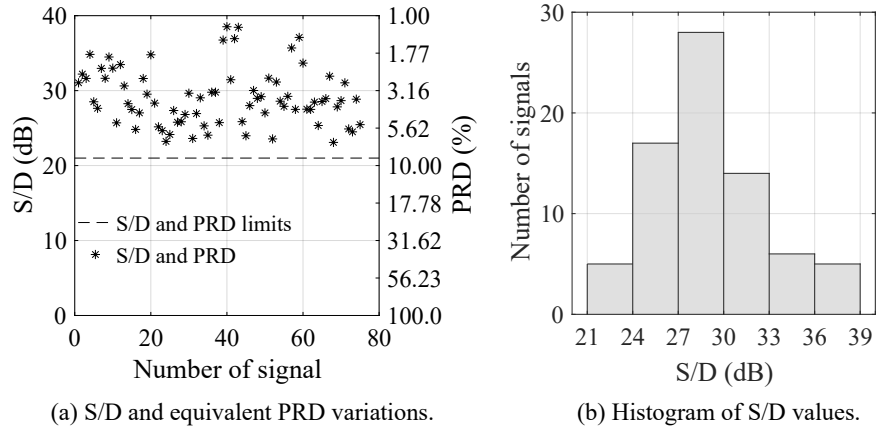 40
30
20
10
0
S/D (dB)
1.00
1.77
3.16
5.62
10.00
17.78
31.62
56.23
100.0
PRD (%)
S/D and PRD limits
S/D and PRD
0 20 40 60 80
Number of signal
(a) S/D and equivalent PRD variations.
30
20
10
0
Number of signals
21 24 27 30 33 36 39
S/D (dB)
(b) Histogram of S/D values.